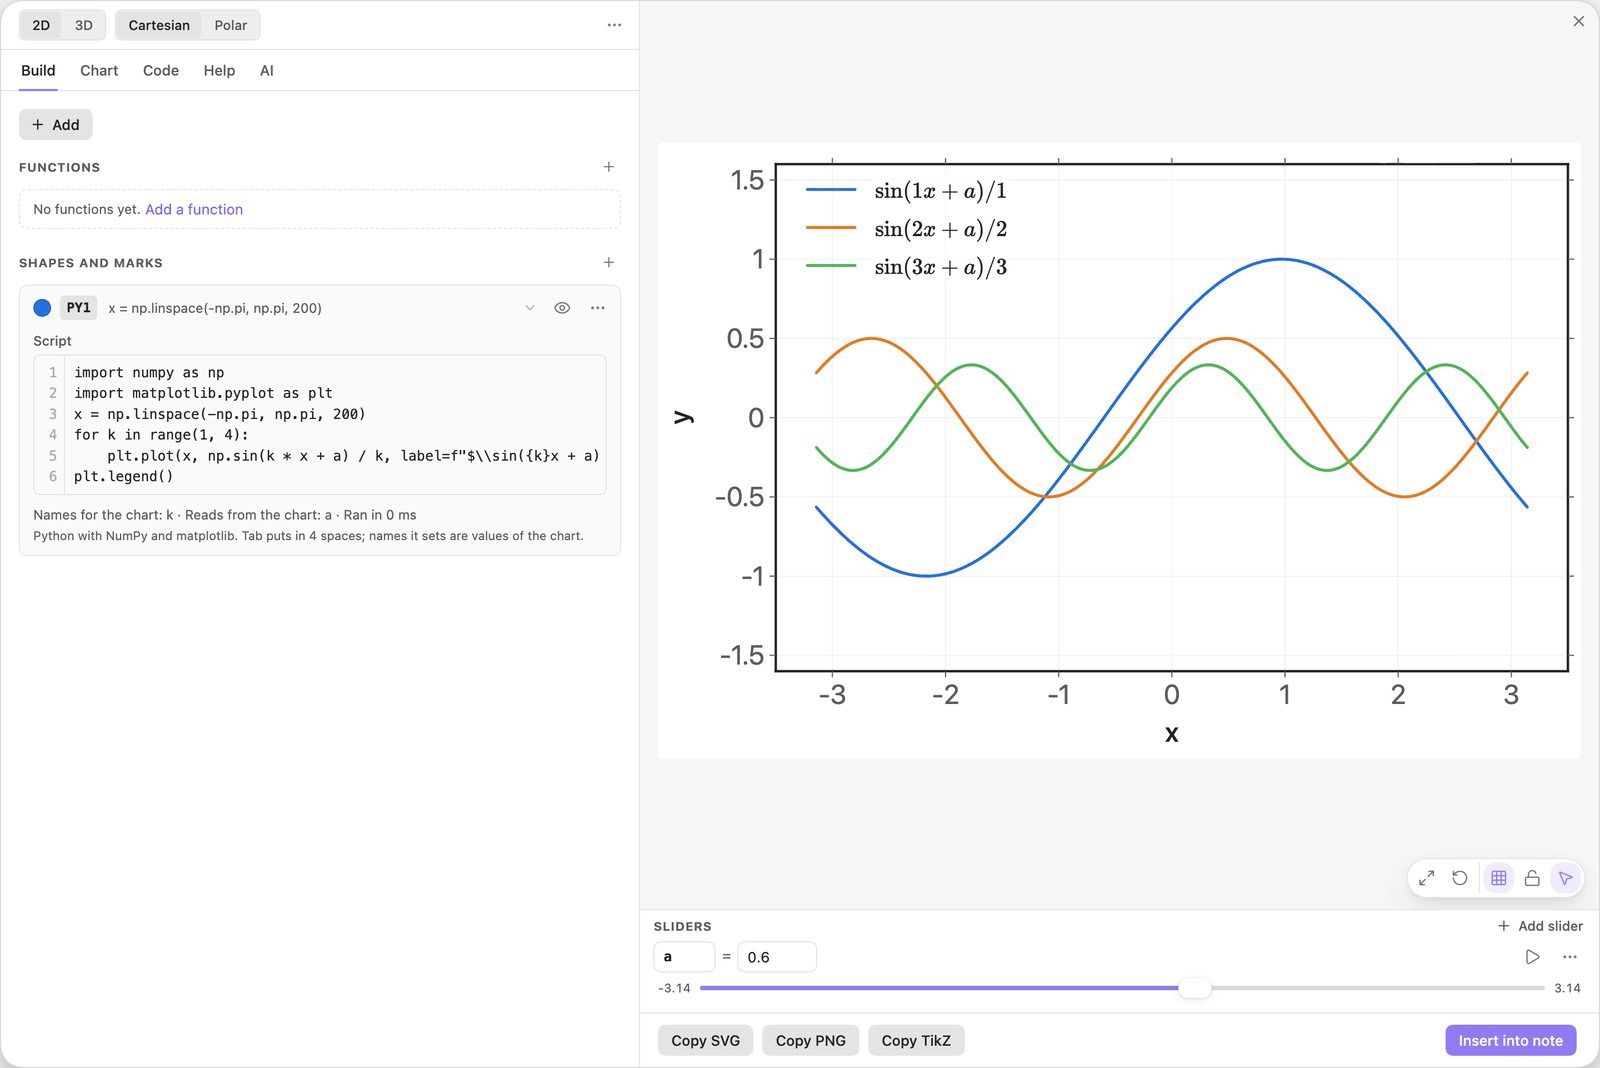 2D 3D Cartesian Polar
Build Chart Code Help AI
+ Add
FUNCTIONS
No functions yet. Add a function
SHAPES AND MARKS
PY1 x = np.linspace(-np.pi, np.pi, 200)
Script
1 import numpy as np
2 import matplotlib.pyplot as plt
3 x = np.linspace(-np.pi, np.pi, 200)
4 for k in range(1, 4):
5 plt.plot(x, np.sin(k * x + a) / k, label=f"$\\sin({k}x + a)
6 plt.legend()
Names for the chart: k · Reads from the chart: a · Ran in 0 ms
Python with NumPy and matplotlib. Tab puts in 4 spaces; names it sets are values of the chart.
sin(1x + a)/1
sin(2x + a)/2
sin(3x + a)/3
1.5
1
0.5
0
-0.5
-1
-1.5
y
-3 -2 -1 0 1 2 3
x
SLIDERS + Add slider
a = 0.6
-3.14 3.14
Copy SVG Copy PNG Copy TikZ Insert into note